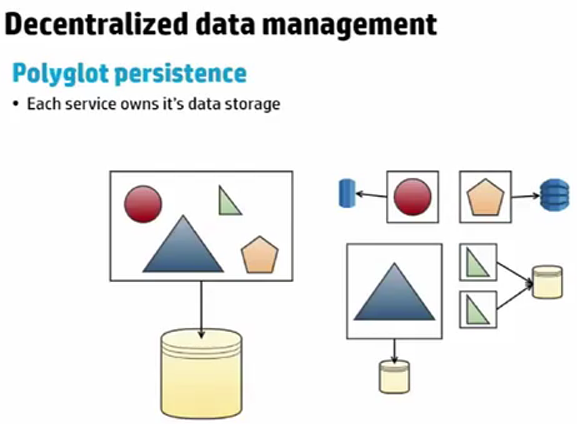 Decentralized data management
Polyglot persistence
• Each service owns it's data storage